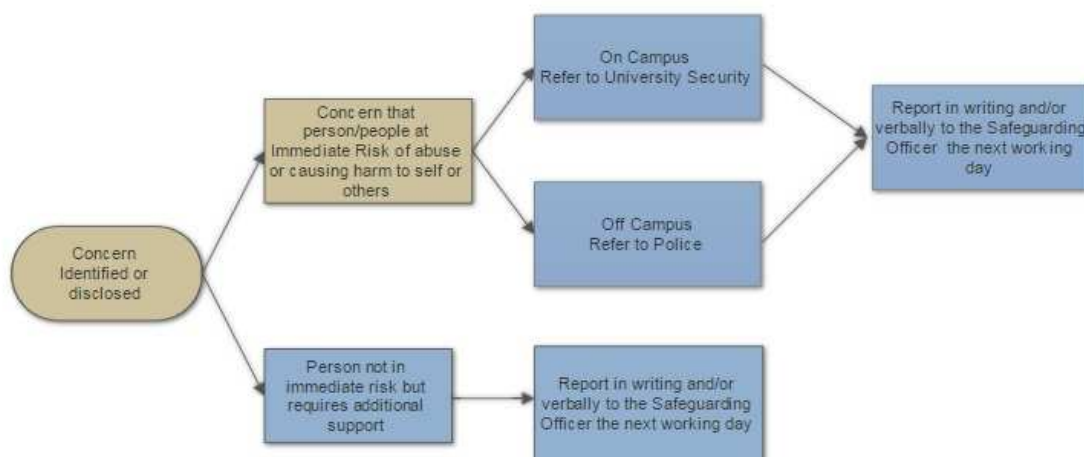 Concern
Identified or
disclosed
Concern that
person/people at
Immediate Risk of abuse
or causing harm to self or
others
On Campus
Refer to University Security
Off Campus
Refer to Police
Report in writing and/or
verbally to the Safeguarding
Officer the next working
day
Person not in
immediate risk but
requires additional
support
Report in writing and/or
verbally to the Safeguarding
Officer the next working day